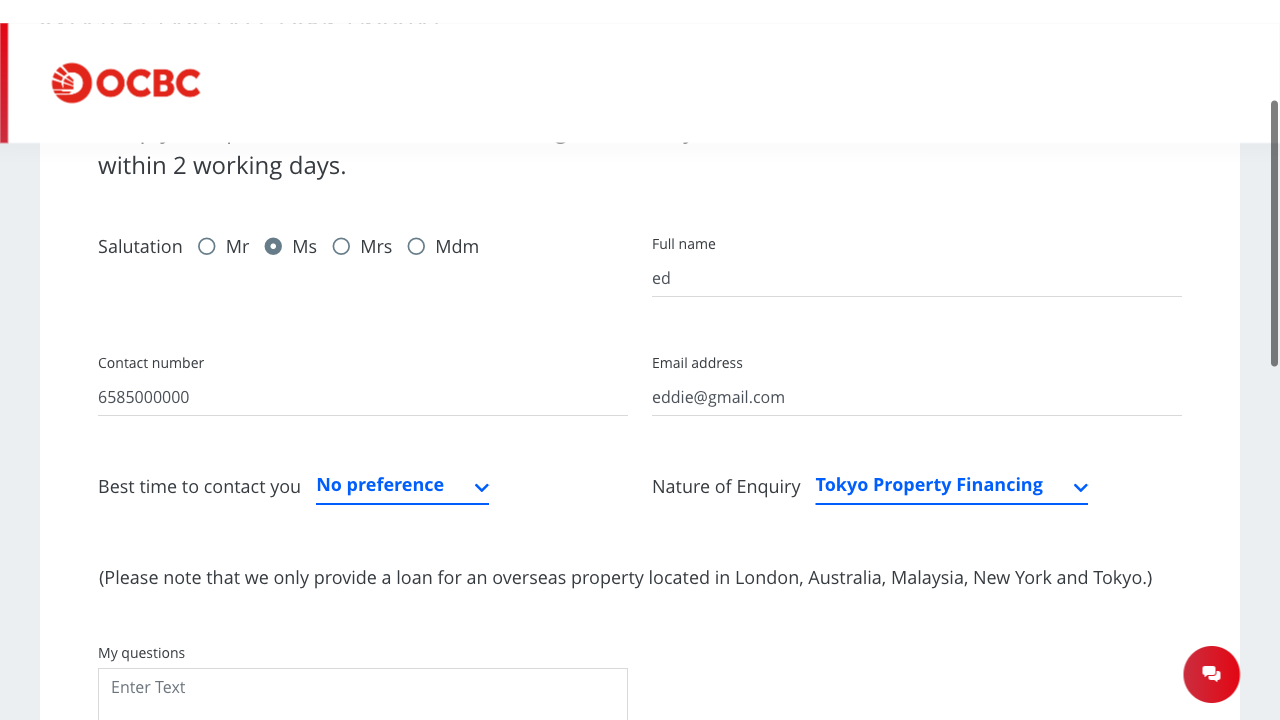 OCBC
within 2 working days.
Salutation Mr Ms Mrs Mdm
Full name
ed
Contact number
6585000000
Email address
eddie@gmail.com
Best time to contact you No preference
Nature of Enquiry Tokyo Property Financing
(Please note that we only provide a loan for an overseas property located in London, Australia, Malaysia, New York and Tokyo.)
My questions
Enter Text